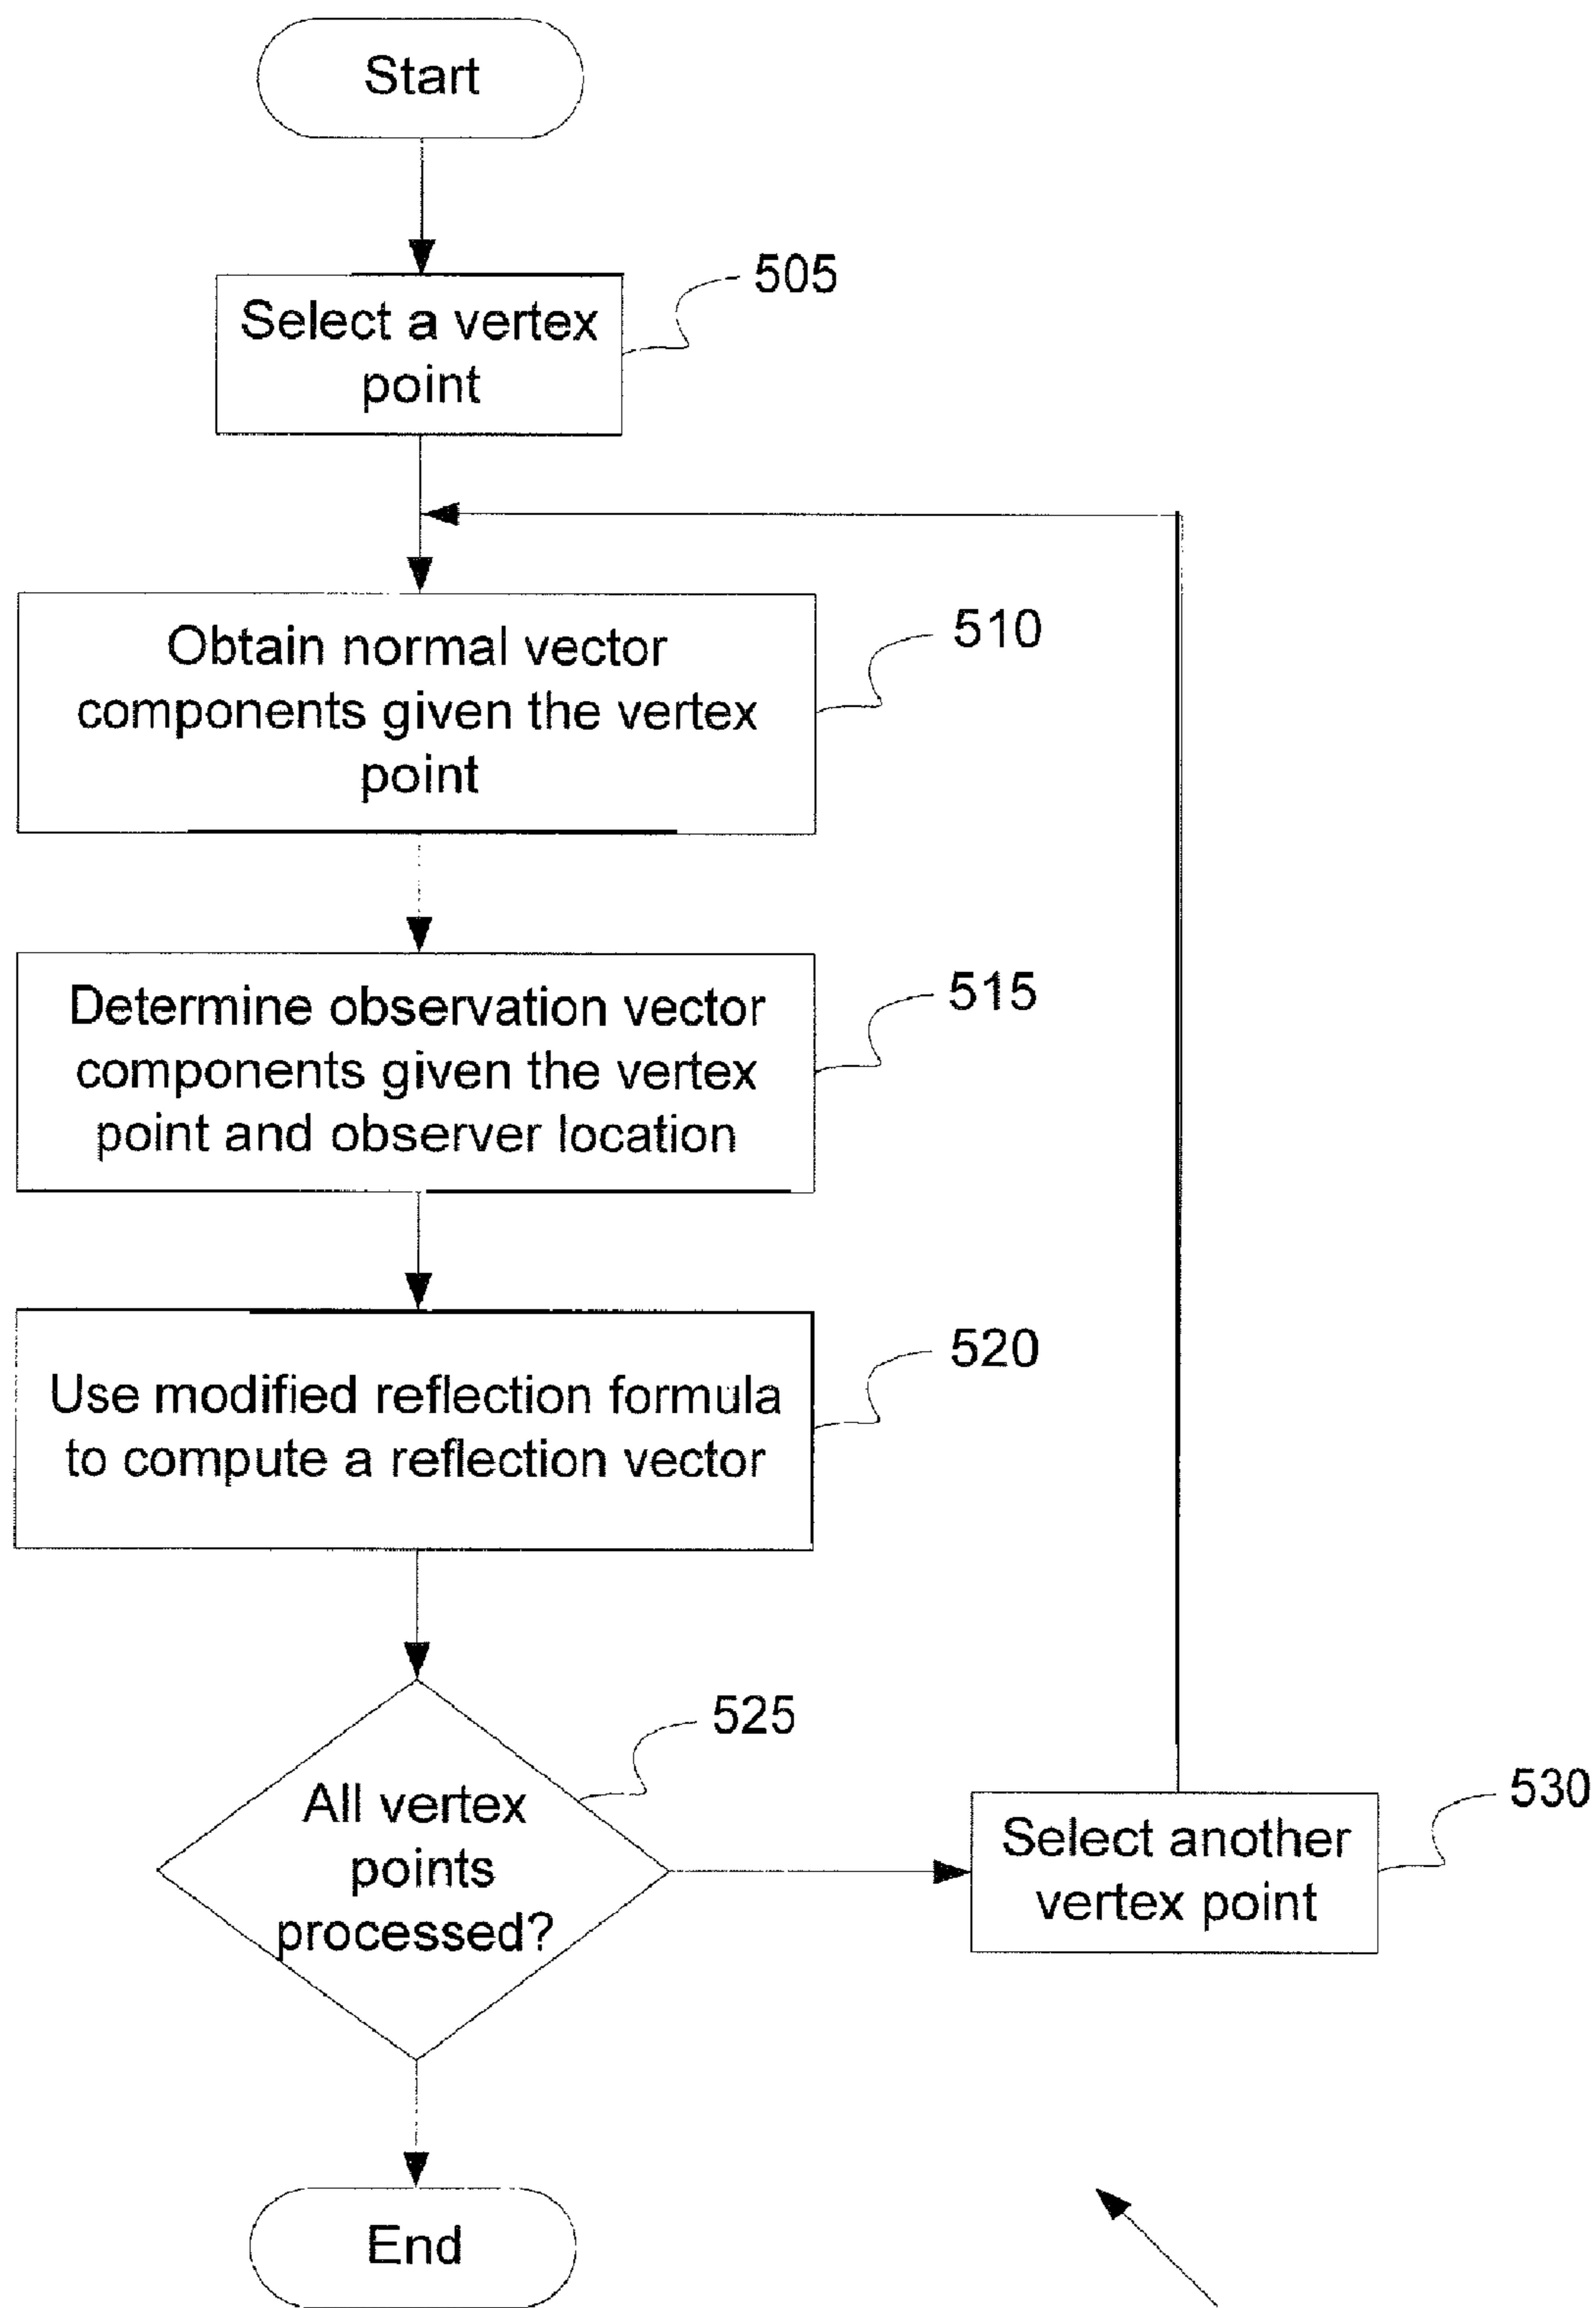 Start
505
Select a vertex
point
510
Obtain normal vector
components given the vertex
point
515
Determine observation vector
components given the vertex
point and observer location
520
Use modified reflection formula
to compute a reflection vector
525
All vertex
points
processed?
530
Select another
vertex point
End